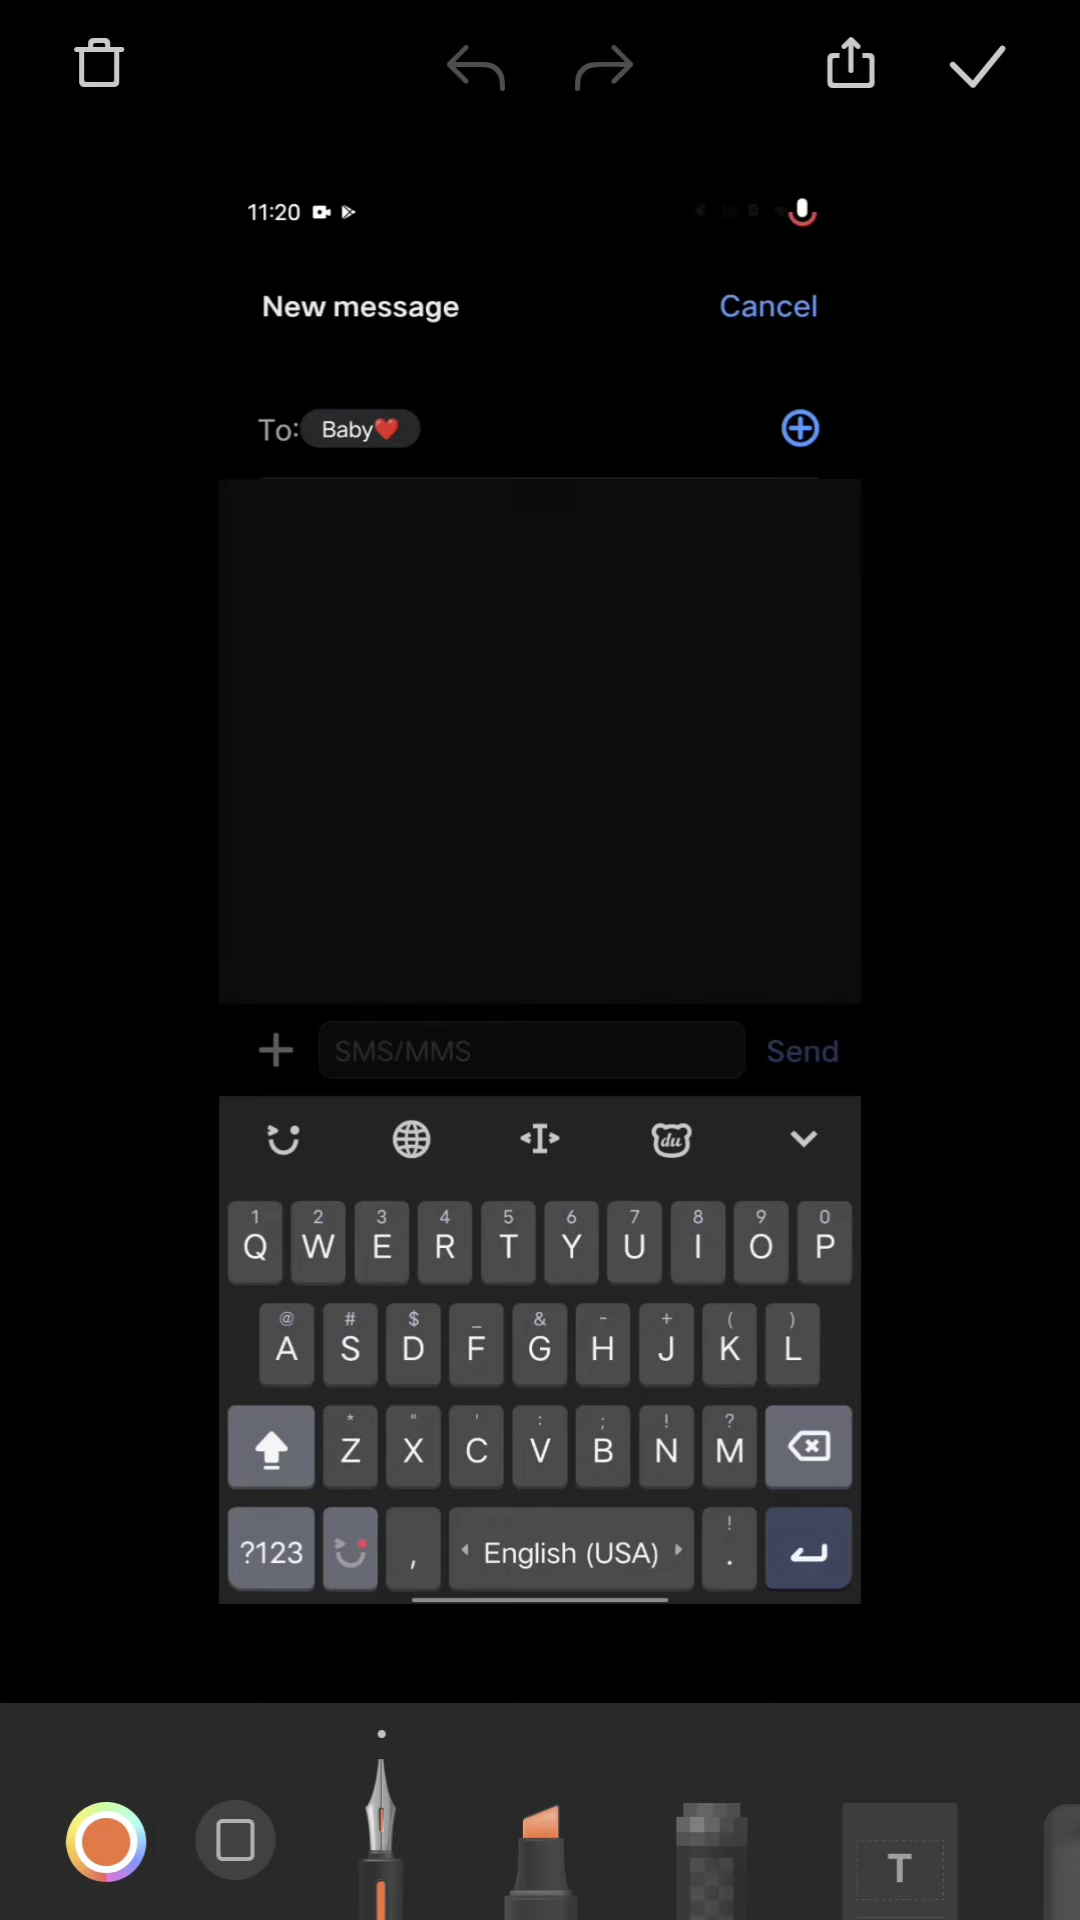 11:20
New message Cancel
To: Baby❤️
SMS/MMS Send
du
1 2 3 4 5 6 7 8 9 0
Q W E R T Y U I O P
@ # $ _ & - + ( )
A S D F G H J K L
* " ' : ; ! ?
Z X C V B N M
!
?123 , English (USA) .
T